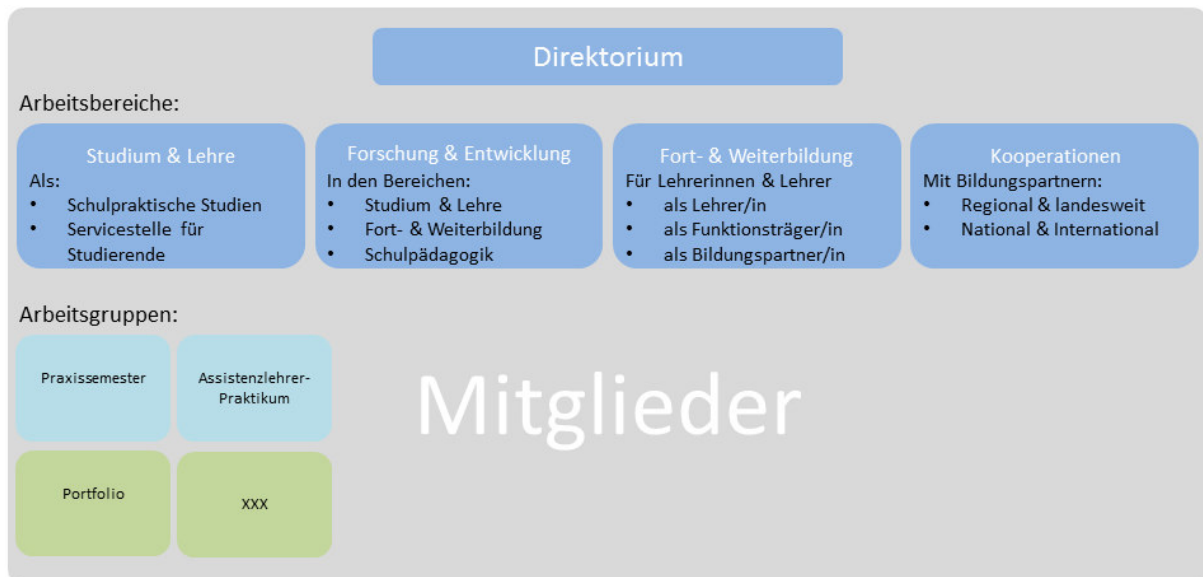 Direktorium
Arbeitsbereiche:
Studium & Lehre
Als:
• Schulpraktische Studien
• Servicestelle für
Studierende
Forschung & Entwicklung
In den Bereichen:
• Studium & Lehre
• Fort- & Weiterbildung
• Schulpädagogik
Fort- & Weiterbildung
Für Lehrerinnen & Lehrer
• als Lehrer/in
• als Funktionsträger/in
• als Bildungspartner/in
Kooperationen
Mit Bildungspartnern:
• Regional & landesweit
• National & International
Arbeitsgruppen:
Praxissemester
Assistenzlehrer-
Praktikum
Portfolio
XXX
Mitglieder